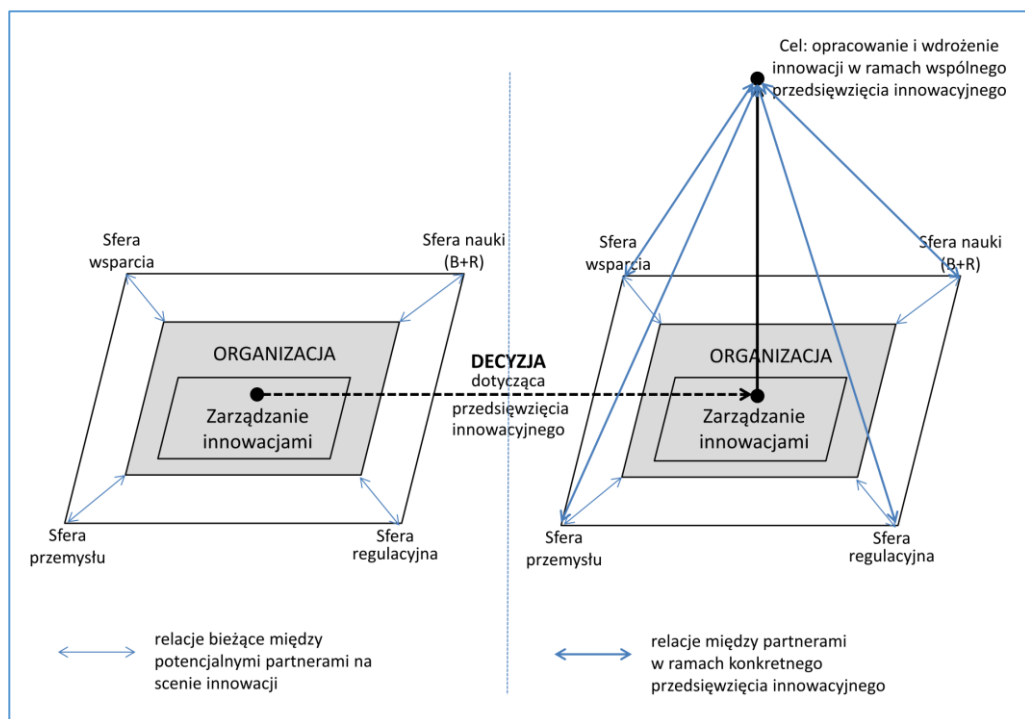 Cel: opracowanie i wdrożenie
innowacji w ramach wspólnego
przedsięwzięcia innowacyjnego
Sfera
wsparcia
Sfera nauki
(B+R)
ORGANIZACJA
Zarządzanie
innowacjami
Sfera
przemysłu
Sfera
regulacyjna
DECYZJA
dotycząca
przedsięwzięcia
innowacyjnego
Sfera
wsparcia
Sfera nauki
(B+R)
ORGANIZACJA
Zarządzanie
innowacjami
Sfera
przemysłu
Sfera
regulacyjna
relacje bieżące między
potencjalnymi partnerami na
scenie innowacji
relacje między partnerami
w ramach konkretnego
przedsięwzięcia innowacyjnego